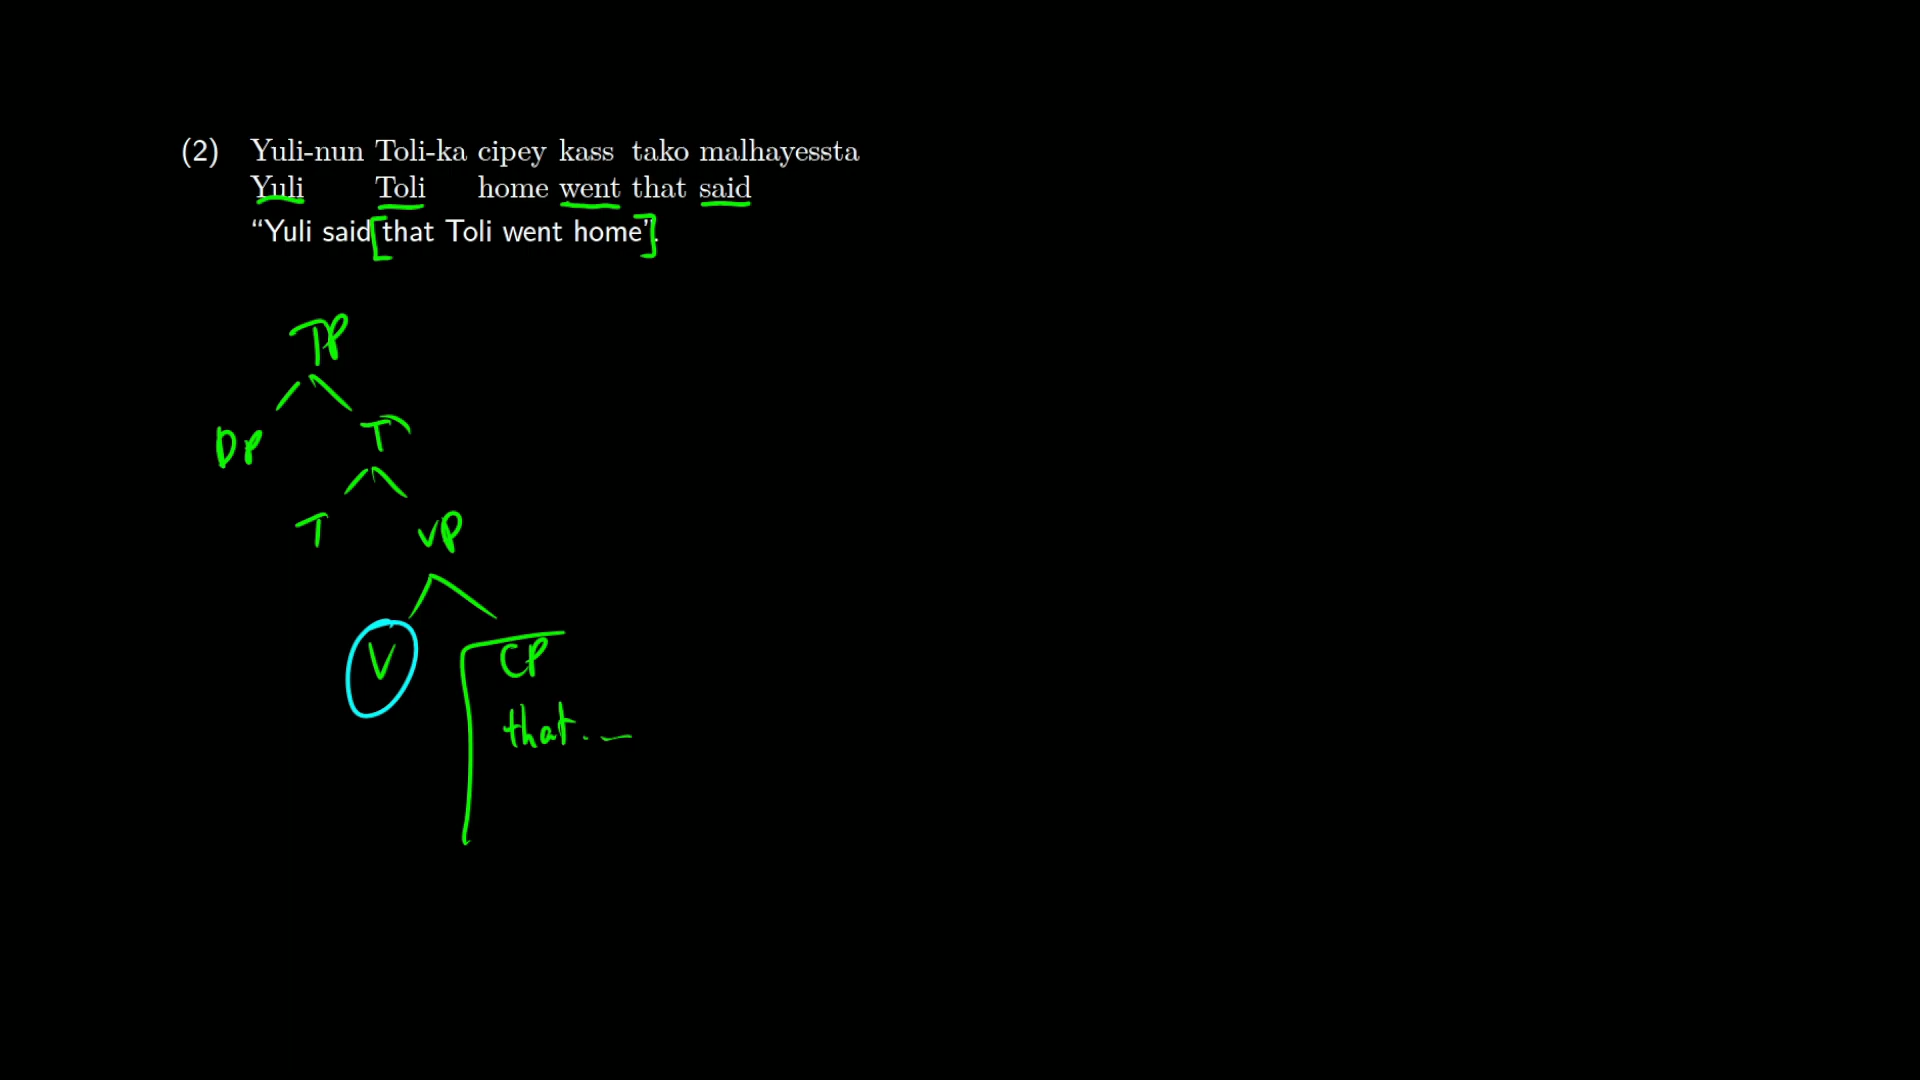 (2) Yuli-nun Toli-ka cipey kass tako malhayessta
Yuli Toli home went that said
“Yuli said [that Toli went home”.]
TP
DP T̄
T VP
V CP
that. —